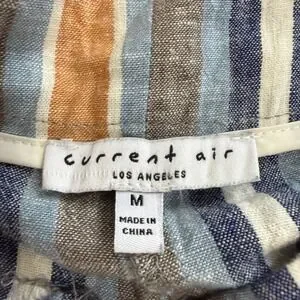 current air
LOS ANGELES
M
MADE IN
CHINA